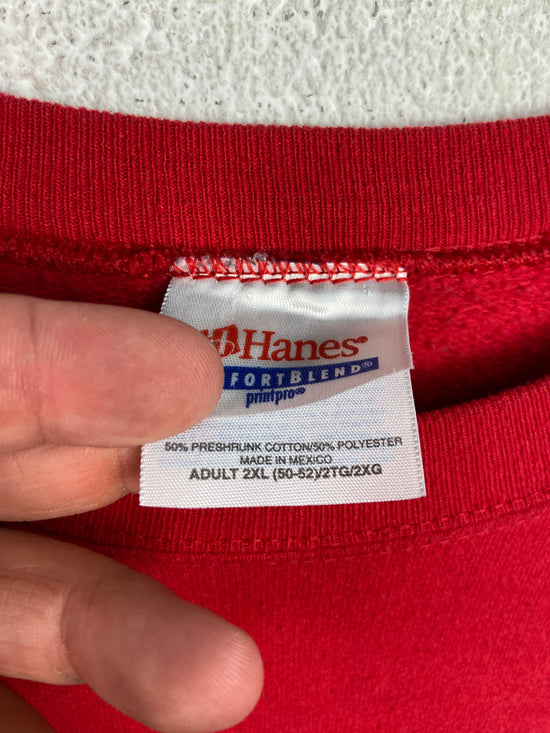 Hanes®
FORTBLEND®
printpro®
50% PRESHRUNK COTTON/50% POLYESTER
MADE IN MEXICO
ADULT 2XL (50-52)/2TG/2XG